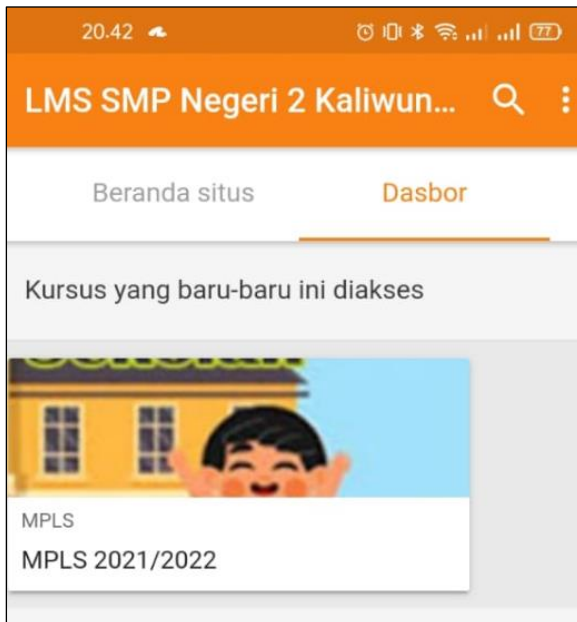 20.42
77
LMS SMP Negeri 2 Kaliwun...
Beranda situs
Dasbor
Kursus yang baru-baru ini diakses
MPLS
MPLS 2021/2022